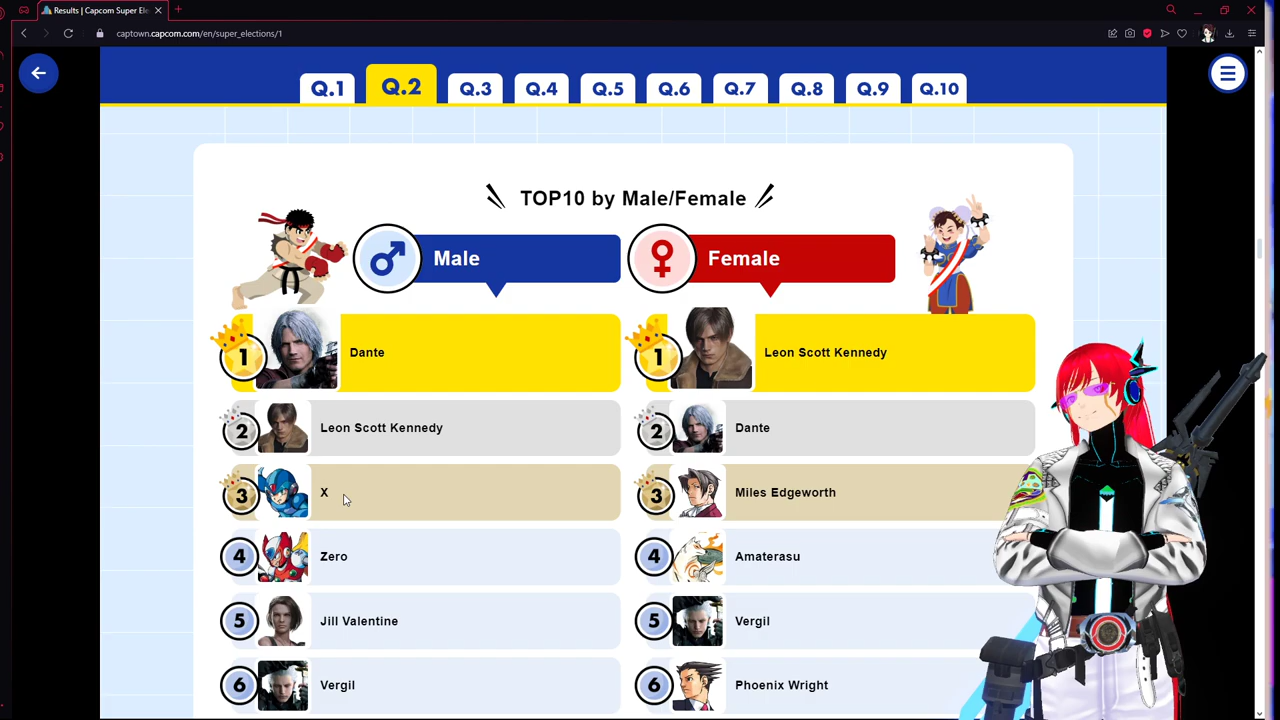 Results | Capcom Super Ele
captown.capcom.com/en/super_elections/1
Q.1 Q.2 Q.3 Q.4 Q.5 Q.6 Q.7 Q.8 Q.9 Q.10
TOP10 by Male/Female
Male
Female
1 Dante
1 Leon Scott Kennedy
2 Leon Scott Kennedy
2 Dante
3 X
3 Miles Edgeworth
4 Zero
4 Amaterasu
5 Jill Valentine
5 Vergil
6 Vergil
6 Phoenix Wright